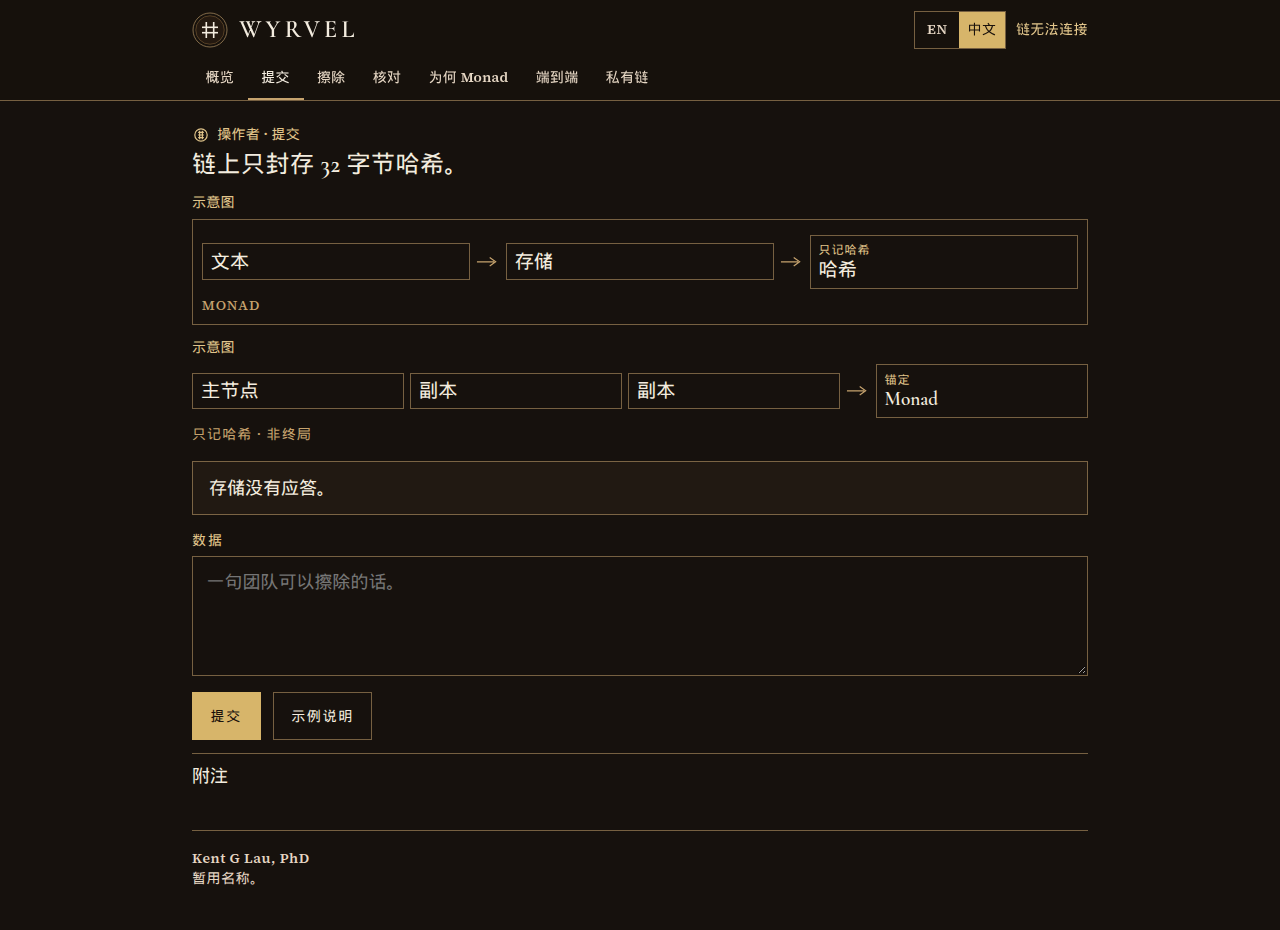 WYRVEL
EN 中文 链无法连接
概览 提交 擦除 核对 为何 Monad 端到端 私有链
操作者 · 提交
链上只封存 32 字节哈希。
示意图
文本 → 存储 → 只记哈希
哈希
MONAD
示意图
主节点 副本 副本 → 锚定
Monad
只记哈希 · 非终局
存储没有应答。
数据
一句团队可以擦除的话。
提交 示例说明
附注
Kent G Lau, PhD
暂用名称。